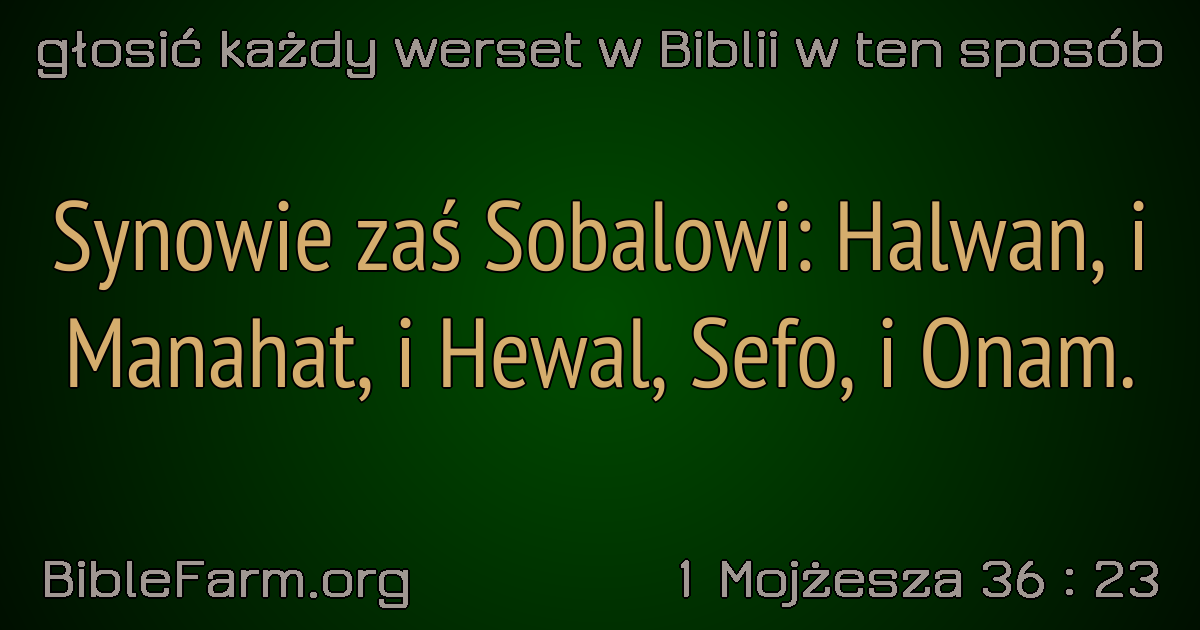 głosić każdy werset w Biblii w ten sposób
Synowie zaś Sobalowi: Halwan, i
Manahat, i Hewal, Sefo, i Onam.
BibleFarm.org
1 Mojżesza 36 : 23